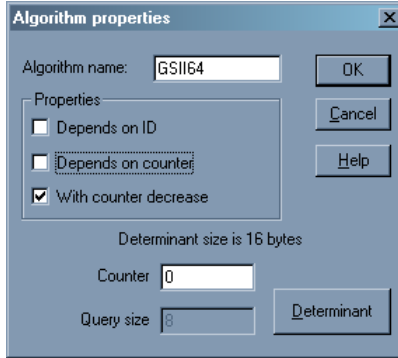 Algorithm properties
Algorithm name: GSII64
OK
Properties
Depends on ID
Cancel
Depends on counter
Help
With counter decrease
Determinant size is 16 bytes
Counter 0
Determinant
Query size 8